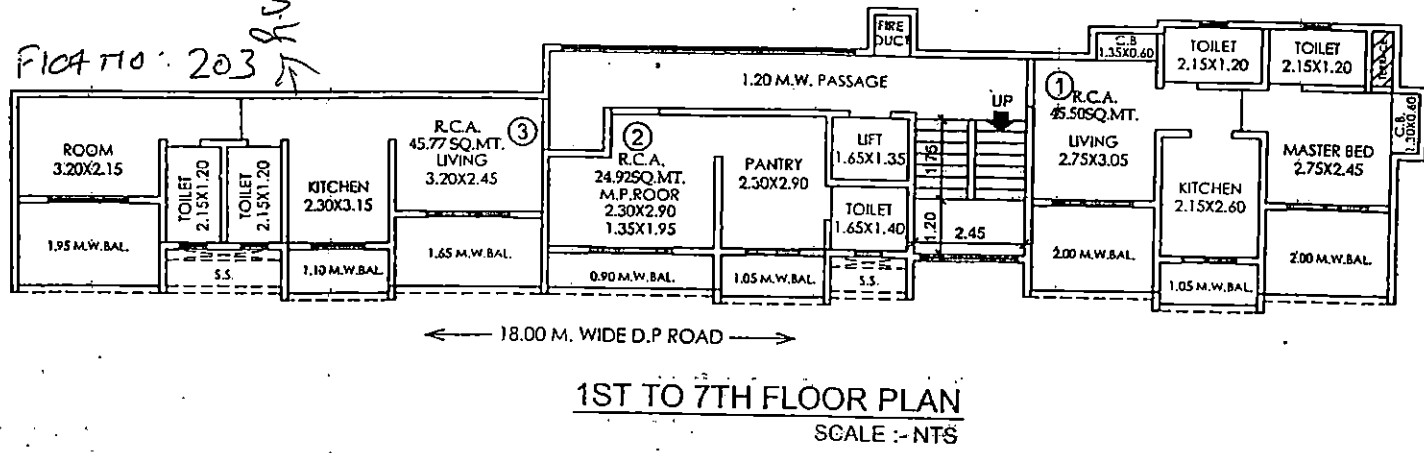 FlAT NO: 203
FIRE
DUCT
1.20 M.W. PASSAGE
UP
C.B
1.35X0.60
TOILET
2.15X1.20
TOILET
2.15X1.20
ROOM
3.20X2.15
TOILET
2.15X1.20
TOILET
2.15X1.20
KITCHEN
2.30X3.15
R.C.A.
45.77 SQ.MT.
LIVING
3.20X2.45
3
2
R.C.A.
24.92SQ.MT.
M.P.ROOR
2.30X2.90
1.35X1.95
PANTRY
2.30X2.90
LIFT
1.65X1.35
TOILET
1.65X1.40
1.75
1.20
2.45
1
R.C.A.
45.50SQ.MT.
LIVING
2.75X3.05
KITCHEN
2.15X2.60
MASTER BED
2.75X2.45
C.B.
1.95 M.W.BAL.
S.S.
1.10 M.W.BAL.
1.65 M.W.BAL.
0.90 M.W.BAL.
1.05 M.W.BAL.
S.S.
2.00 M.W.BAL.
1.05 M.W.BAL.
2.00 M.W.BAL.
18.00 M. WIDE D.P ROAD
1ST TO 7TH FLOOR PLAN
SCALE :- NTS